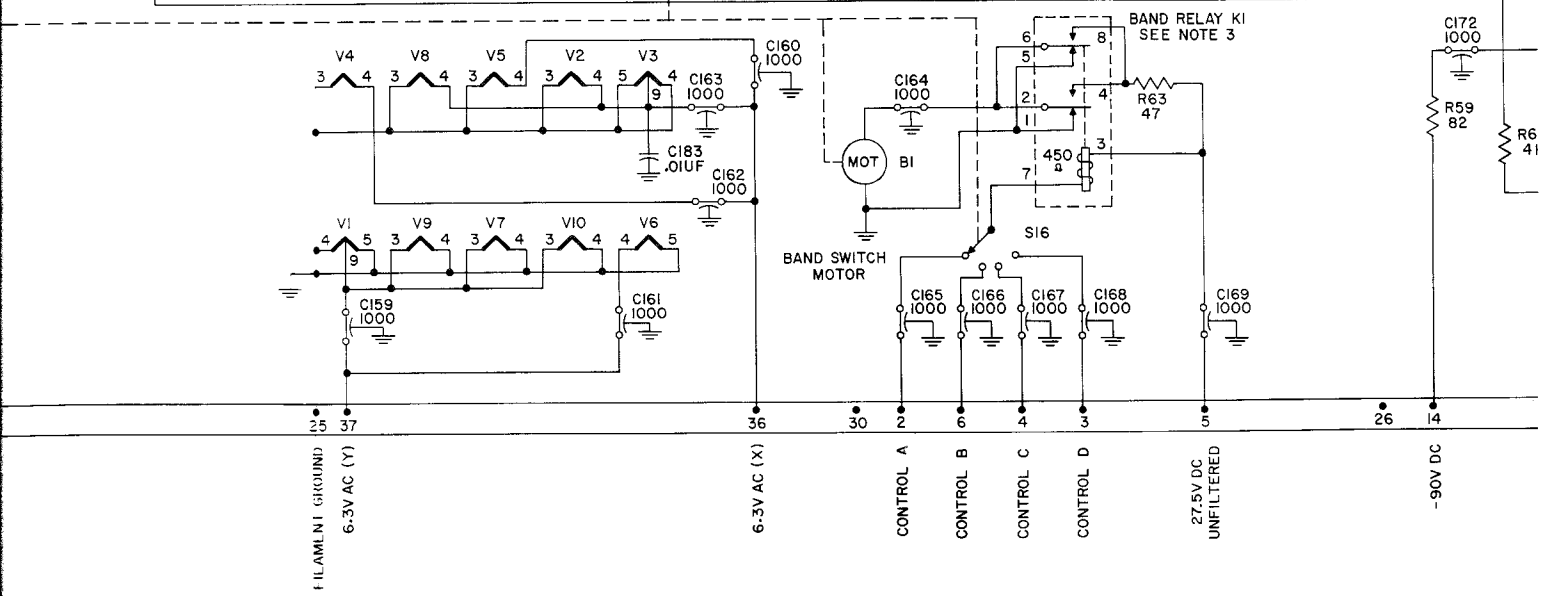 BAND RELAY K1
SEE NOTE 3
C172
1000
V4 V8 V5 V2 V3
C160
1000
3 4 3 4 3 4 3 4 5 4
9
C163
1000
C164
1000
6 8
5
2 4
1
R63
47
R59
82
C183
.01UF
MOT B1
450
Ω
3
7
C162
1000
V1 V9 V7 V10 V6
4 5 3 4 3 4 3 4 4 5
9
S16
BAND SWITCH
MOTOR
C159
1000
C161
1000
C165
1000
C166
1000
C167
1000
C168
1000
C169
1000
25 37 36 30 2 6 4 3 5 26 14
FILAMENT GROUND
6.3V AC (Y)
6.3V AC (X)
CONTROL A
CONTROL B
CONTROL C
CONTROL D
27.5V DC
UNFILTERED
-90V DC